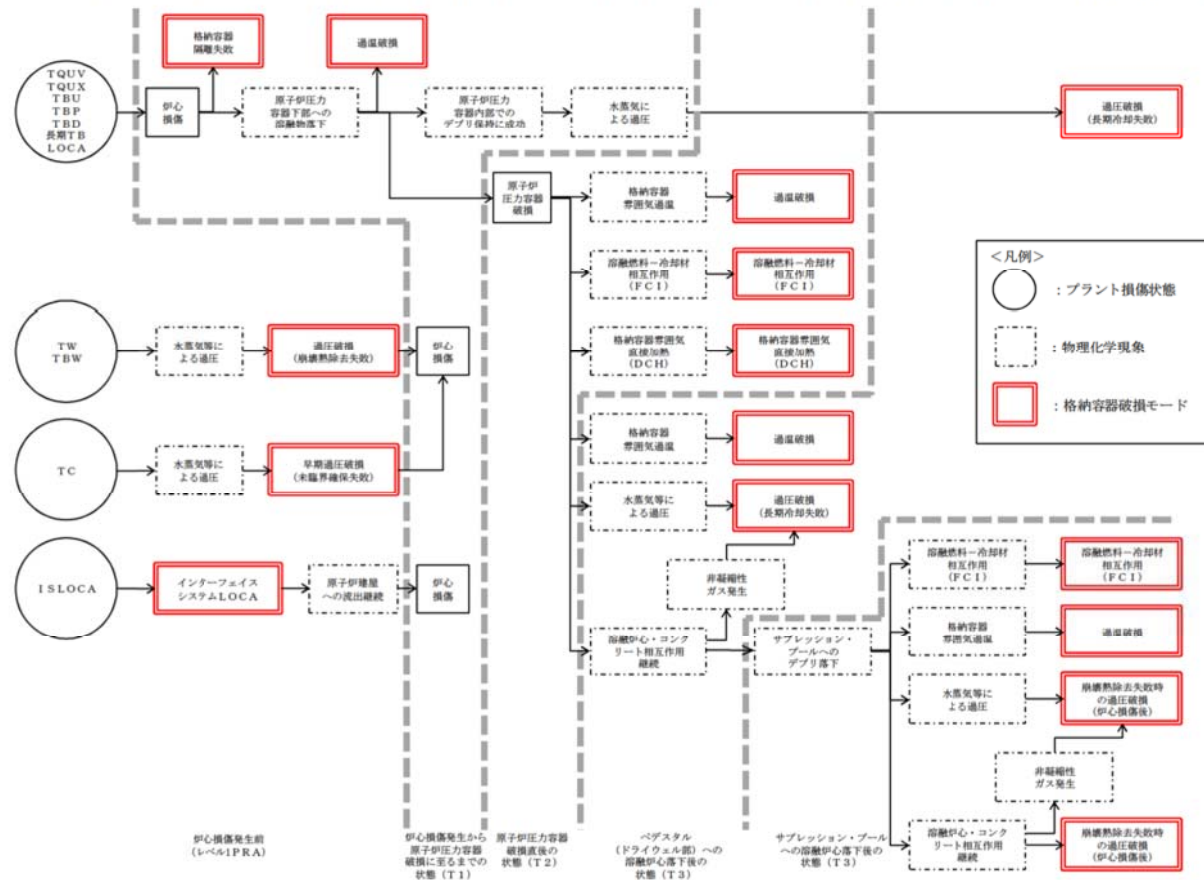 格納容器
隔離失敗
過温破損
TQUV
TQUX
TBU
TBP
TBD
長期TB
LOCA
炉心
損傷
原子炉圧力
容器下部への
溶融物落下
原子炉圧力
容器内部での
デブリ保持に成功
水蒸気に
よる過圧
過圧破損
(長期冷却失敗)
原子炉
圧力容器
破損
格納容器
雰囲気過温
過温破損
溶融燃料－冷却材
相互作用
(FCI)
溶融燃料－冷却材
相互作用
(FCI)
格納容器雰囲気
直接加熱
(DCH)
格納容器雰囲気
直接加熱
(DCH)
<凡例>
:プラント損傷状態
:物理化学現象
:格納容器破損モード
TW
TBW
水蒸気等に
よる過圧
過圧破損
(崩壊熱除去失敗)
炉心
損傷
TC
水蒸気等に
よる過圧
早期過圧破損
(未臨界確保失敗)
格納容器
雰囲気過温
過温破損
水蒸気等に
よる過圧
過圧破損
(長期冷却失敗)
ISLOCA
インターフェイス
システムLOCA
原子炉建屋
への流出継続
炉心
損傷
非凝縮性
ガス発生
溶融炉心・コンク
リート相互作用
継続
サプレッション・
プールへの
デブリ落下
溶融燃料－冷却材
相互作用
(FCI)
溶融燃料－冷却材
相互作用
(FCI)
格納容器
雰囲気過温
過温破損
水蒸気等に
よる過圧
崩壊熱除去失敗時
の過圧破損
(炉心損傷後)
非凝縮性
ガス発生
溶融炉心・コンク
リート相互作用
継続
崩壊熱除去失敗時
の過圧破損
(炉心損傷後)
炉心損傷発生前
(レベル1PRA)
炉心損傷発生から
原子炉圧力容器
破損に至るまでの
状態(T1)
原子炉圧力容器
破損直後の
状態(T2)
ペデスタル
(ドライウェル部)への
溶融炉心落下後の
状態(T3)
サプレッション・プール
への溶融炉心落下後の
状態(T3)